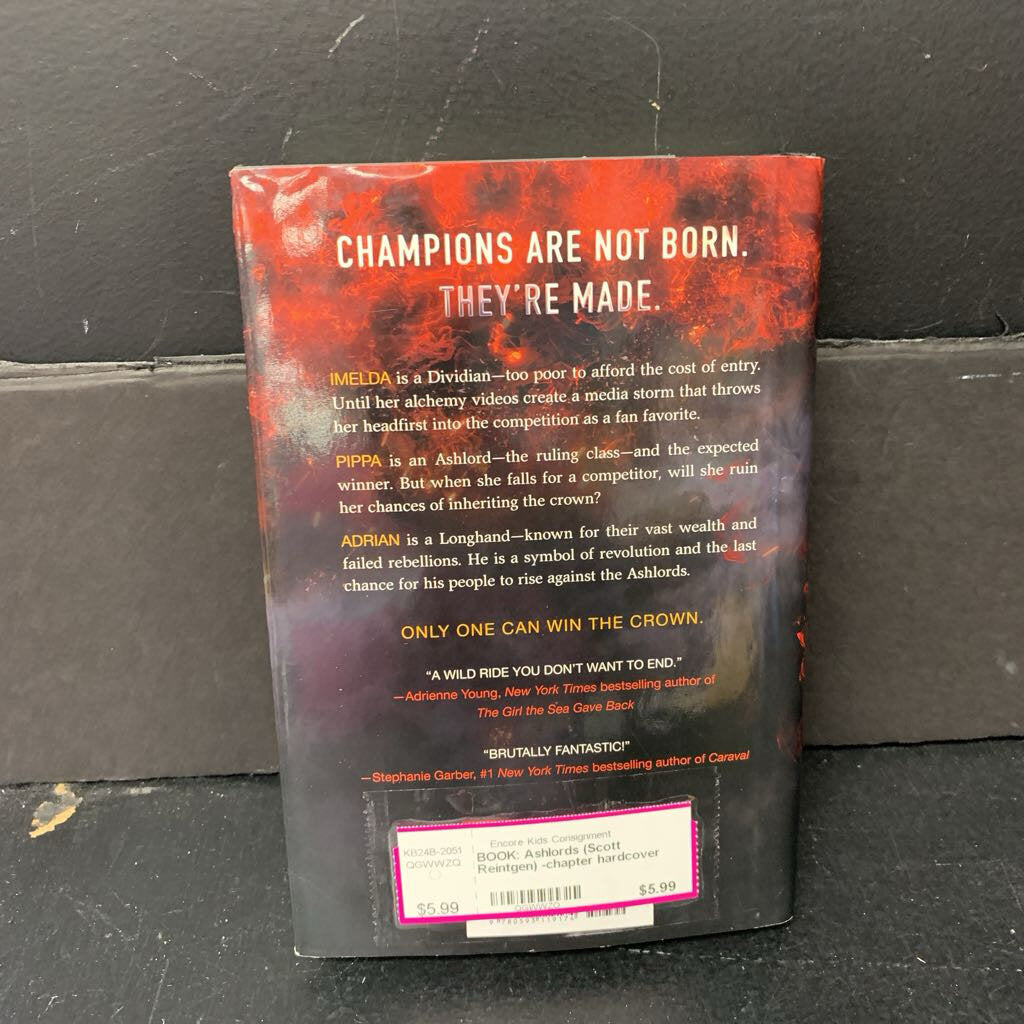 CHAMPIONS ARE NOT BORN.
THEY'RE MADE.
IMELDA is a Dividian—too poor to afford the cost of entry.
Until her alchemy videos create a media storm that throws
her headfirst into the competition as a fan favorite.
PIPPA is an Ashlord—the ruling class—and the expected
winner. But when she falls for a competitor, will she ruin
her chances of inheriting the crown?
ADRIAN is a Longhand—known for their vast wealth and
failed rebellions. He is a symbol of revolution and the last
chance for his people to rise against the Ashlords.
ONLY ONE CAN WIN THE CROWN.
"A WILD RIDE YOU DON'T WANT TO END."
—Adrienne Young, New York Times bestselling author of
The Girl the Sea Gave Back
"BRUTALLY FANTASTIC!"
—Stephanie Garber, #1 New York Times bestselling author of Caraval
KB24B-2051
QGWWZQ
$5.99
Encore Kids Consignment
BOOK: Ashlords (Scott
Reintgen) -chapter hardcover
$5.99
QGWWZQ